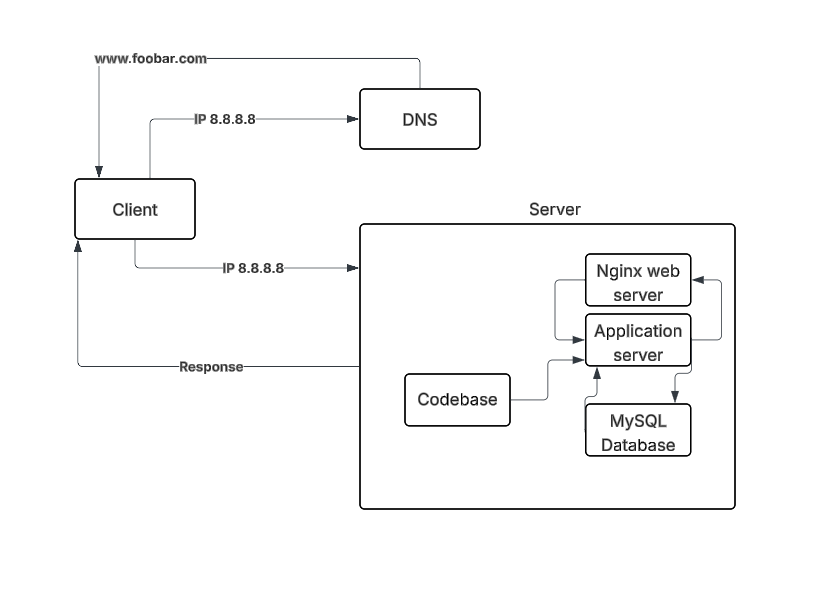 www.foobar.com
IP 8.8.8.8
DNS
Client
Server
IP 8.8.8.8
Nginx web
server
Application
server
Response
Codebase
MySQL
Database